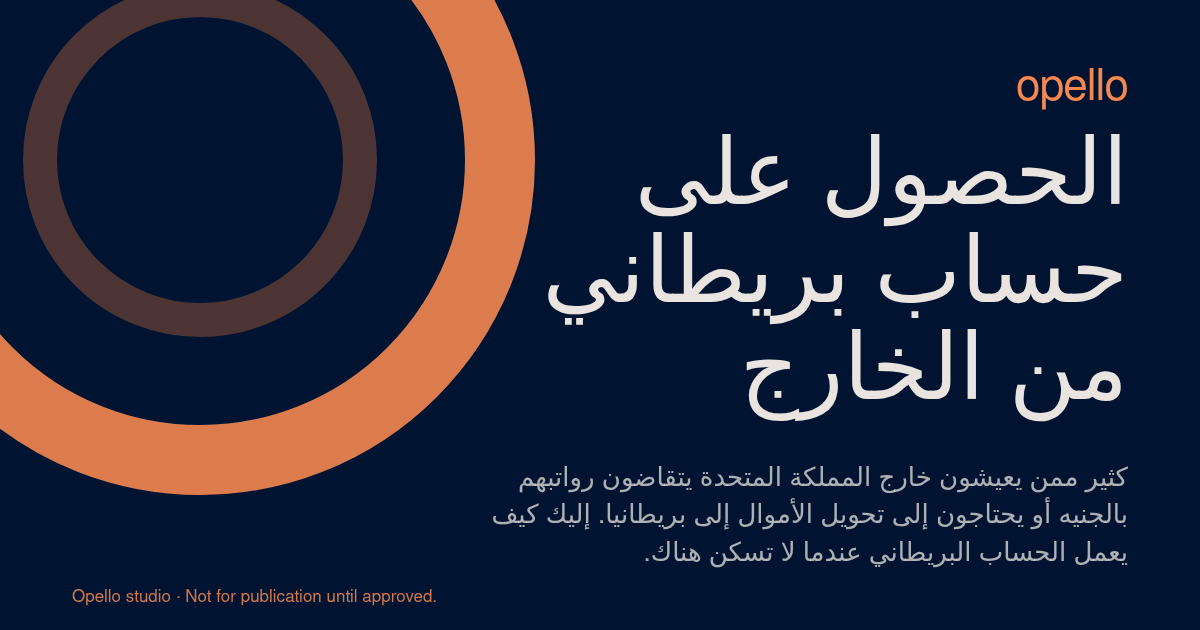 opello
الحصول على
حساب بريطاني
من الخارج
كثير ممن يعيشون خارج المملكة المتحدة يتقاضون رواتبهم
بالجنيه أو يحتاجون إلى تحويل الأموال إلى بريطانيا. إليك كيف
يعمل الحساب البريطاني عندما لا تسكن هناك.
Opello studio · Not for publication until approved.